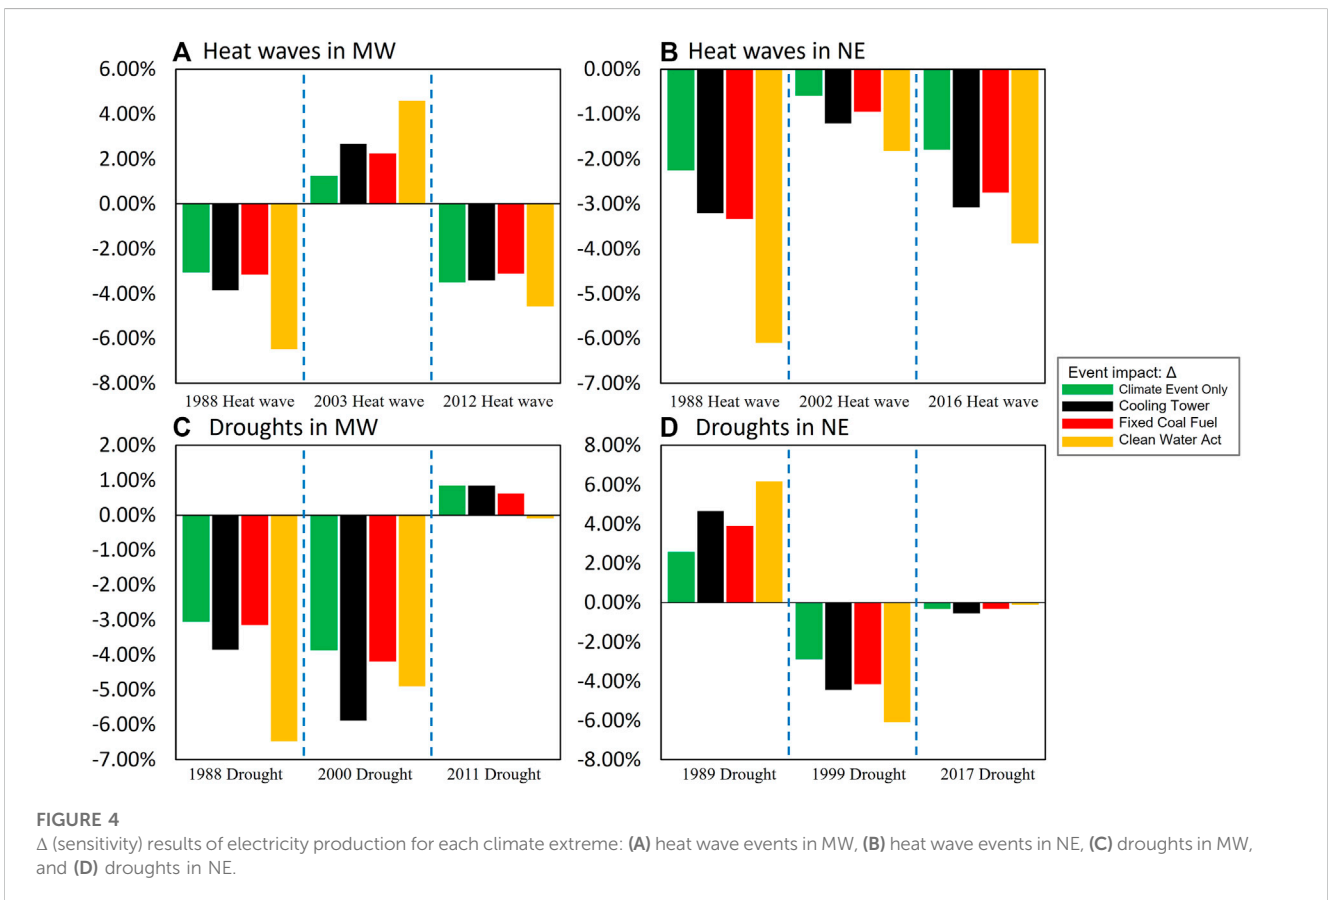 A Heat waves in MW
6.00%
4.00%
2.00%
0.00%
-2.00%
-4.00%
-6.00%
-8.00%
1988 Heat wave 2003 Heat wave 2012 Heat wave
B Heat waves in NE
0.00%
-1.00%
-2.00%
-3.00%
-4.00%
-5.00%
-6.00%
-7.00%
1988 Heat wave 2002 Heat wave 2016 Heat wave
Event impact: Δ
Climate Event Only
Cooling Tower
Fixed Coal Fuel
Clean Water Act
C Droughts in MW
2.00%
1.00%
0.00%
-1.00%
-2.00%
-3.00%
-4.00%
-5.00%
-6.00%
-7.00%
1988 Drought 2000 Drought 2011 Drought
D Droughts in NE
8.00%
6.00%
4.00%
2.00%
0.00%
-2.00%
-4.00%
-6.00%
-8.00%
1989 Drought 1999 Drought 2017 Drought
FIGURE 4
Δ (sensitivity) results of electricity production for each climate extreme: (A) heat wave events in MW, (B) heat wave events in NE, (C) droughts in MW,
and (D) droughts in NE.